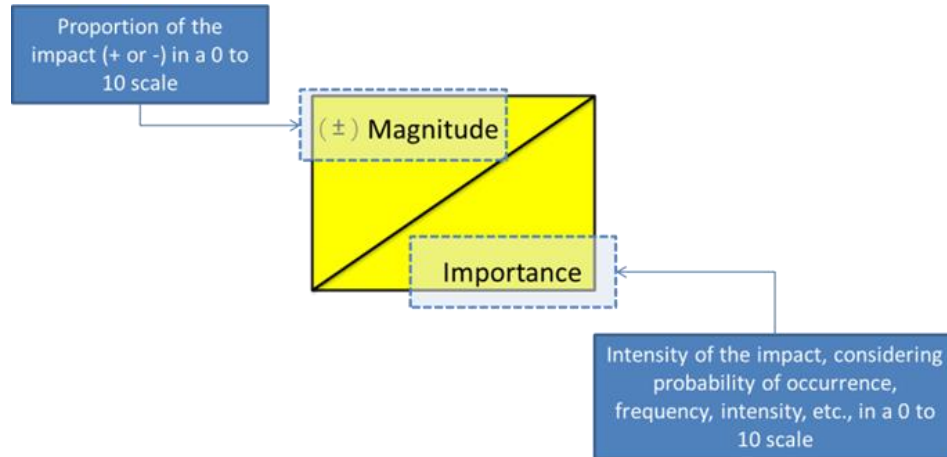 Proportion of the
impact (+ or -) in a 0 to
10 scale
(±) Magnitude
Importance
Intensity of the impact, considering
probability of occurrence,
frequency, intensity, etc., in a 0 to
10 scale